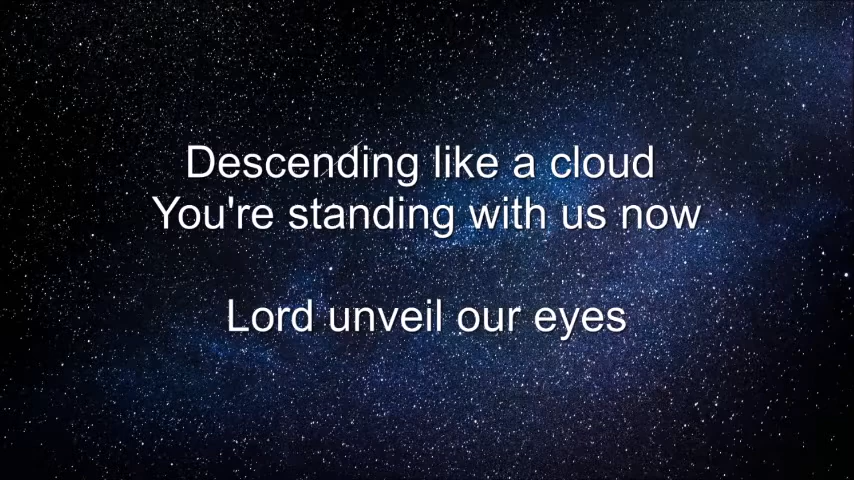 Descending like a cloud
You're standing with us now
Lord unveil our eyes